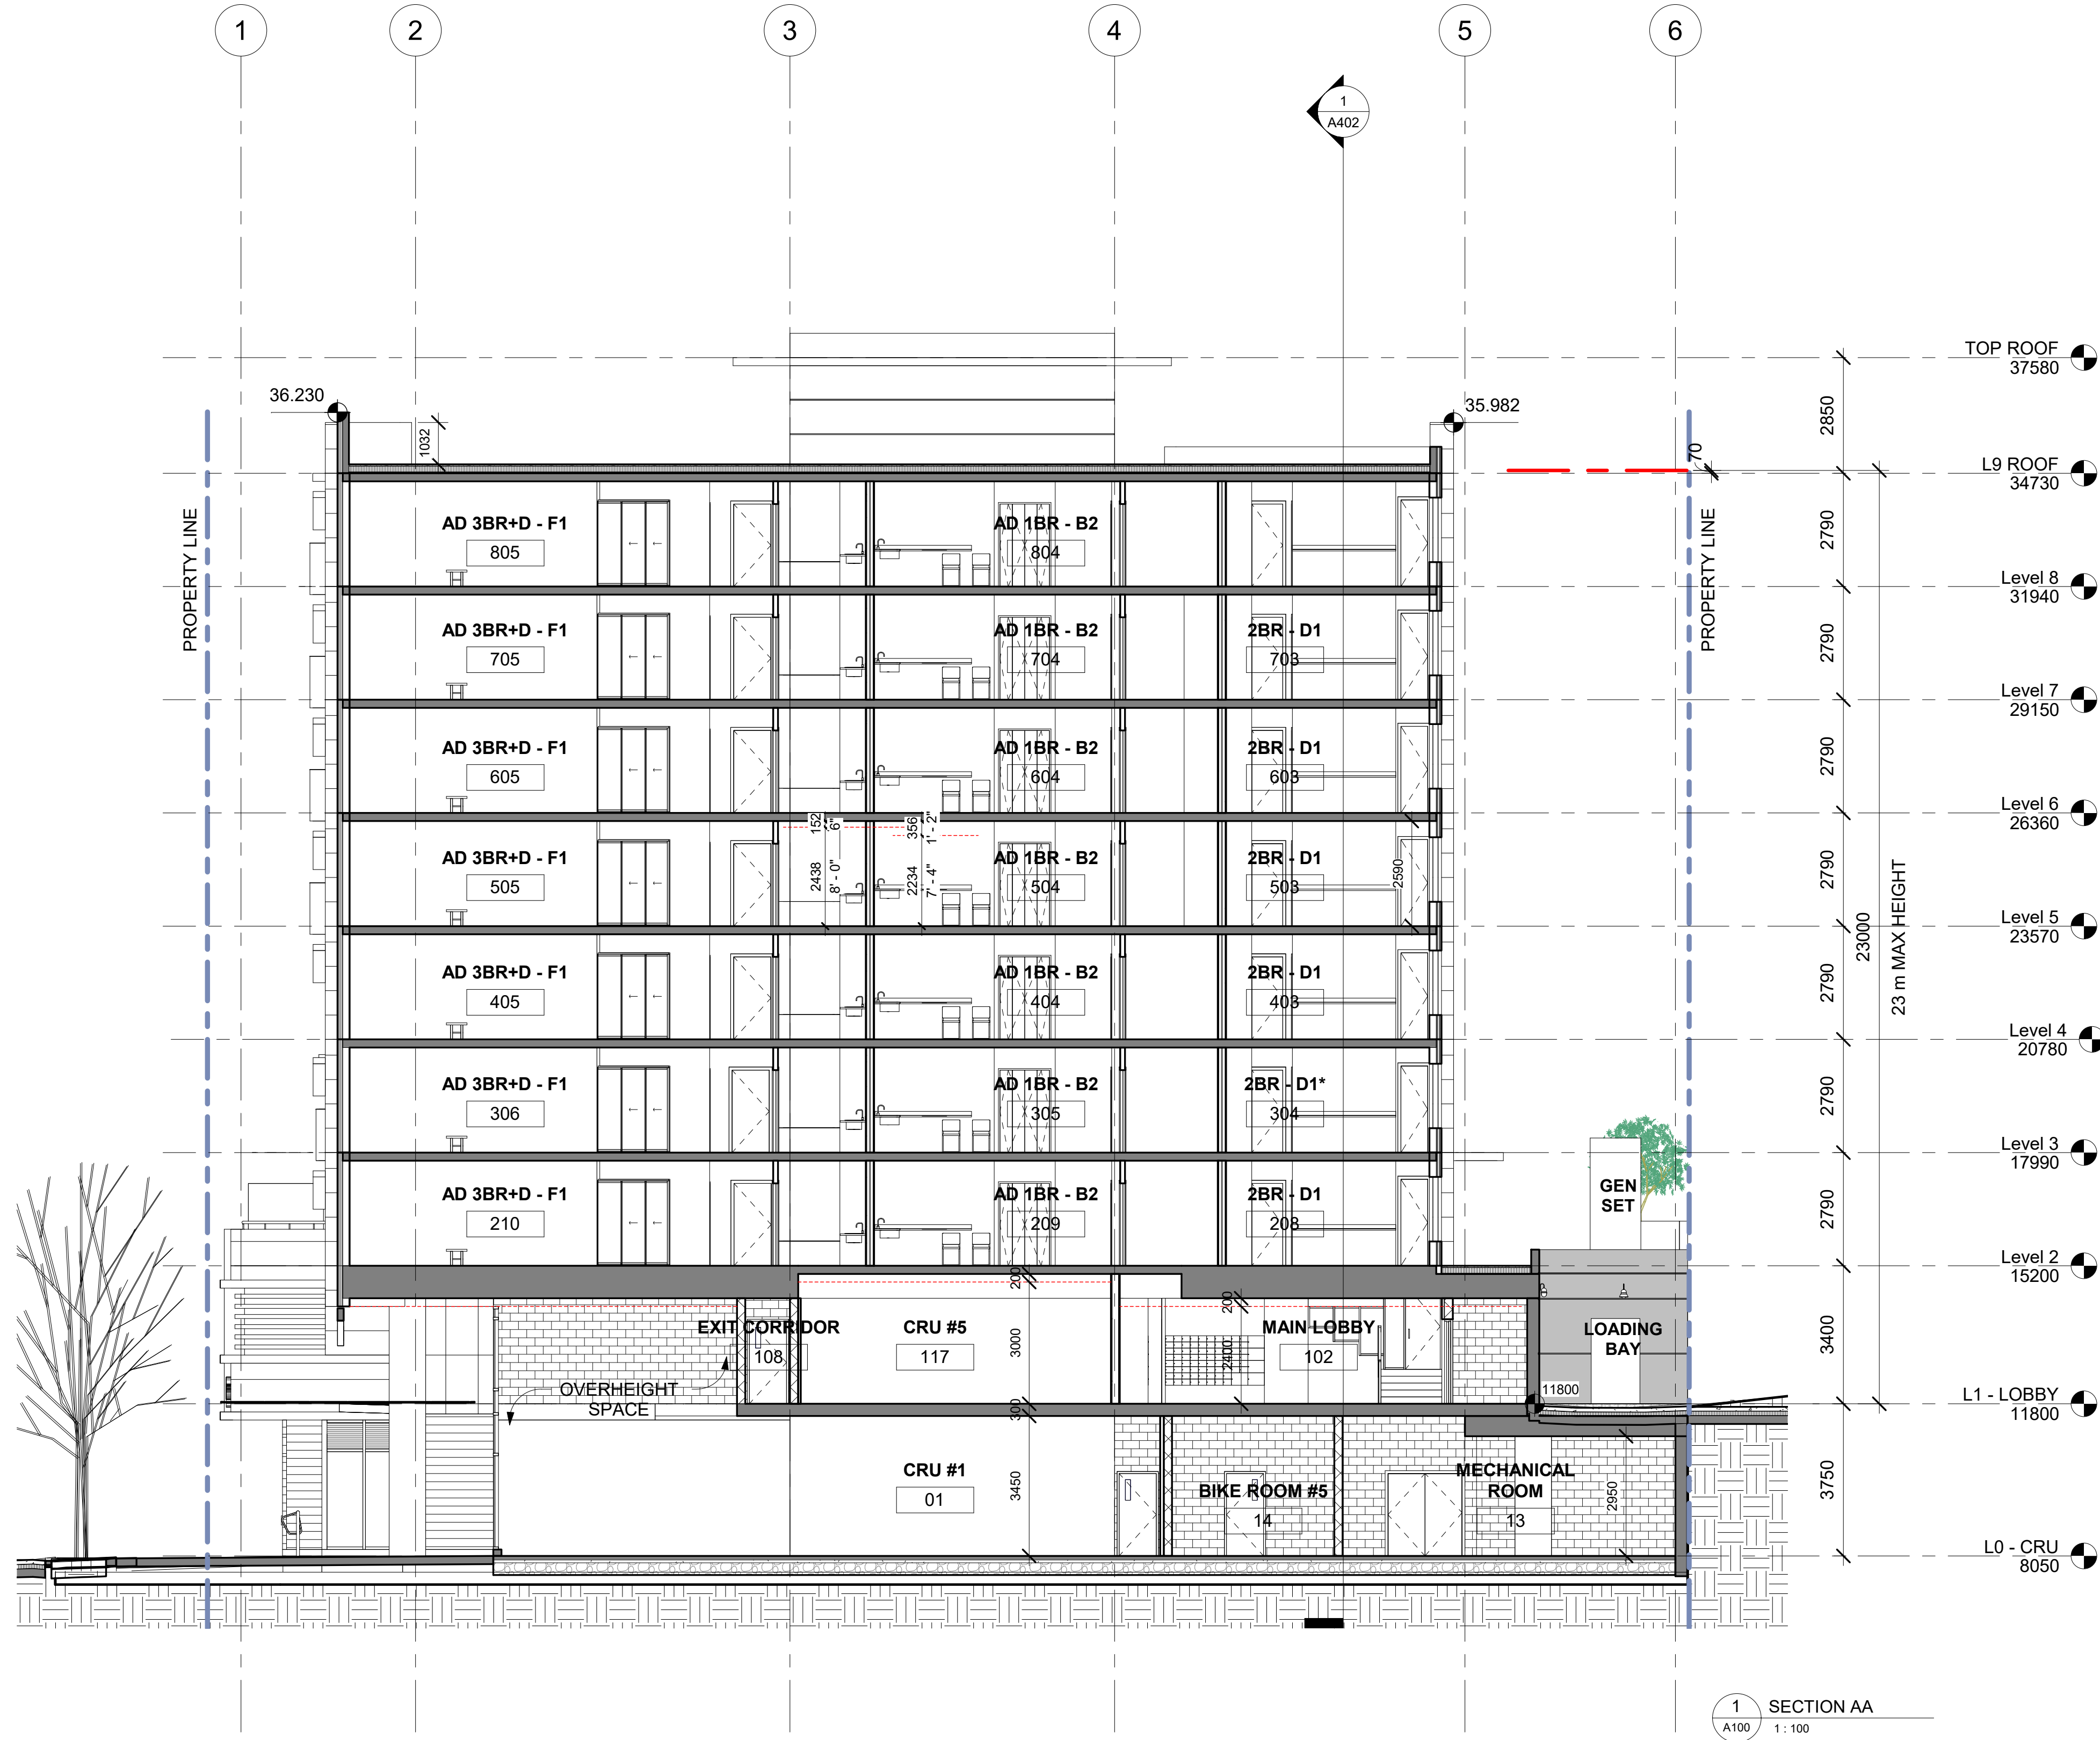 1
2
3
4
5
6
1
A402
TOP ROOF
37580
36.230
35.982
1032
2850
70
L9 ROOF
34730
PROPERTY LINE
PROPERTY LINE
AD 3BR+D - F1
805
AD 1BR - B2
804
2790
Level 8
31940
AD 3BR+D - F1
705
AD 1BR - B2
704
2BR - D1
703
2790
Level 7
29150
AD 3BR+D - F1
605
AD 1BR - B2
604
2BR - D1
603
2790
Level 6
26360
152
6"
356
1' - 2"
AD 3BR+D - F1
505
2438
8' - 0"
2234
7' - 4"
AD 1BR - B2
504
2BR - D1
503
2590
2790
23000
23 m MAX HEIGHT
Level 5
23570
AD 3BR+D - F1
405
AD 1BR - B2
404
2BR - D1
403
2790
Level 4
20780
AD 3BR+D - F1
306
AD 1BR - B2
305
2BR - D1*
304
2790
Level 3
17990
AD 3BR+D - F1
210
AD 1BR - B2
209
2BR - D1
208
GEN
SET
2790
Level 2
15200
200
200
EXIT CORRIDOR
108
CRU #5
117
3000
2400
MAIN LOBBY
102
LOADING
BAY
3400
OVERHEIGHT
SPACE
300
11800
L1 - LOBBY
11800
CRU #1
01
3450
BIKE ROOM #5
14
MECHANICAL
ROOM
13
2950
3750
L0 - CRU
8050
1
A100
SECTION AA
1 : 100